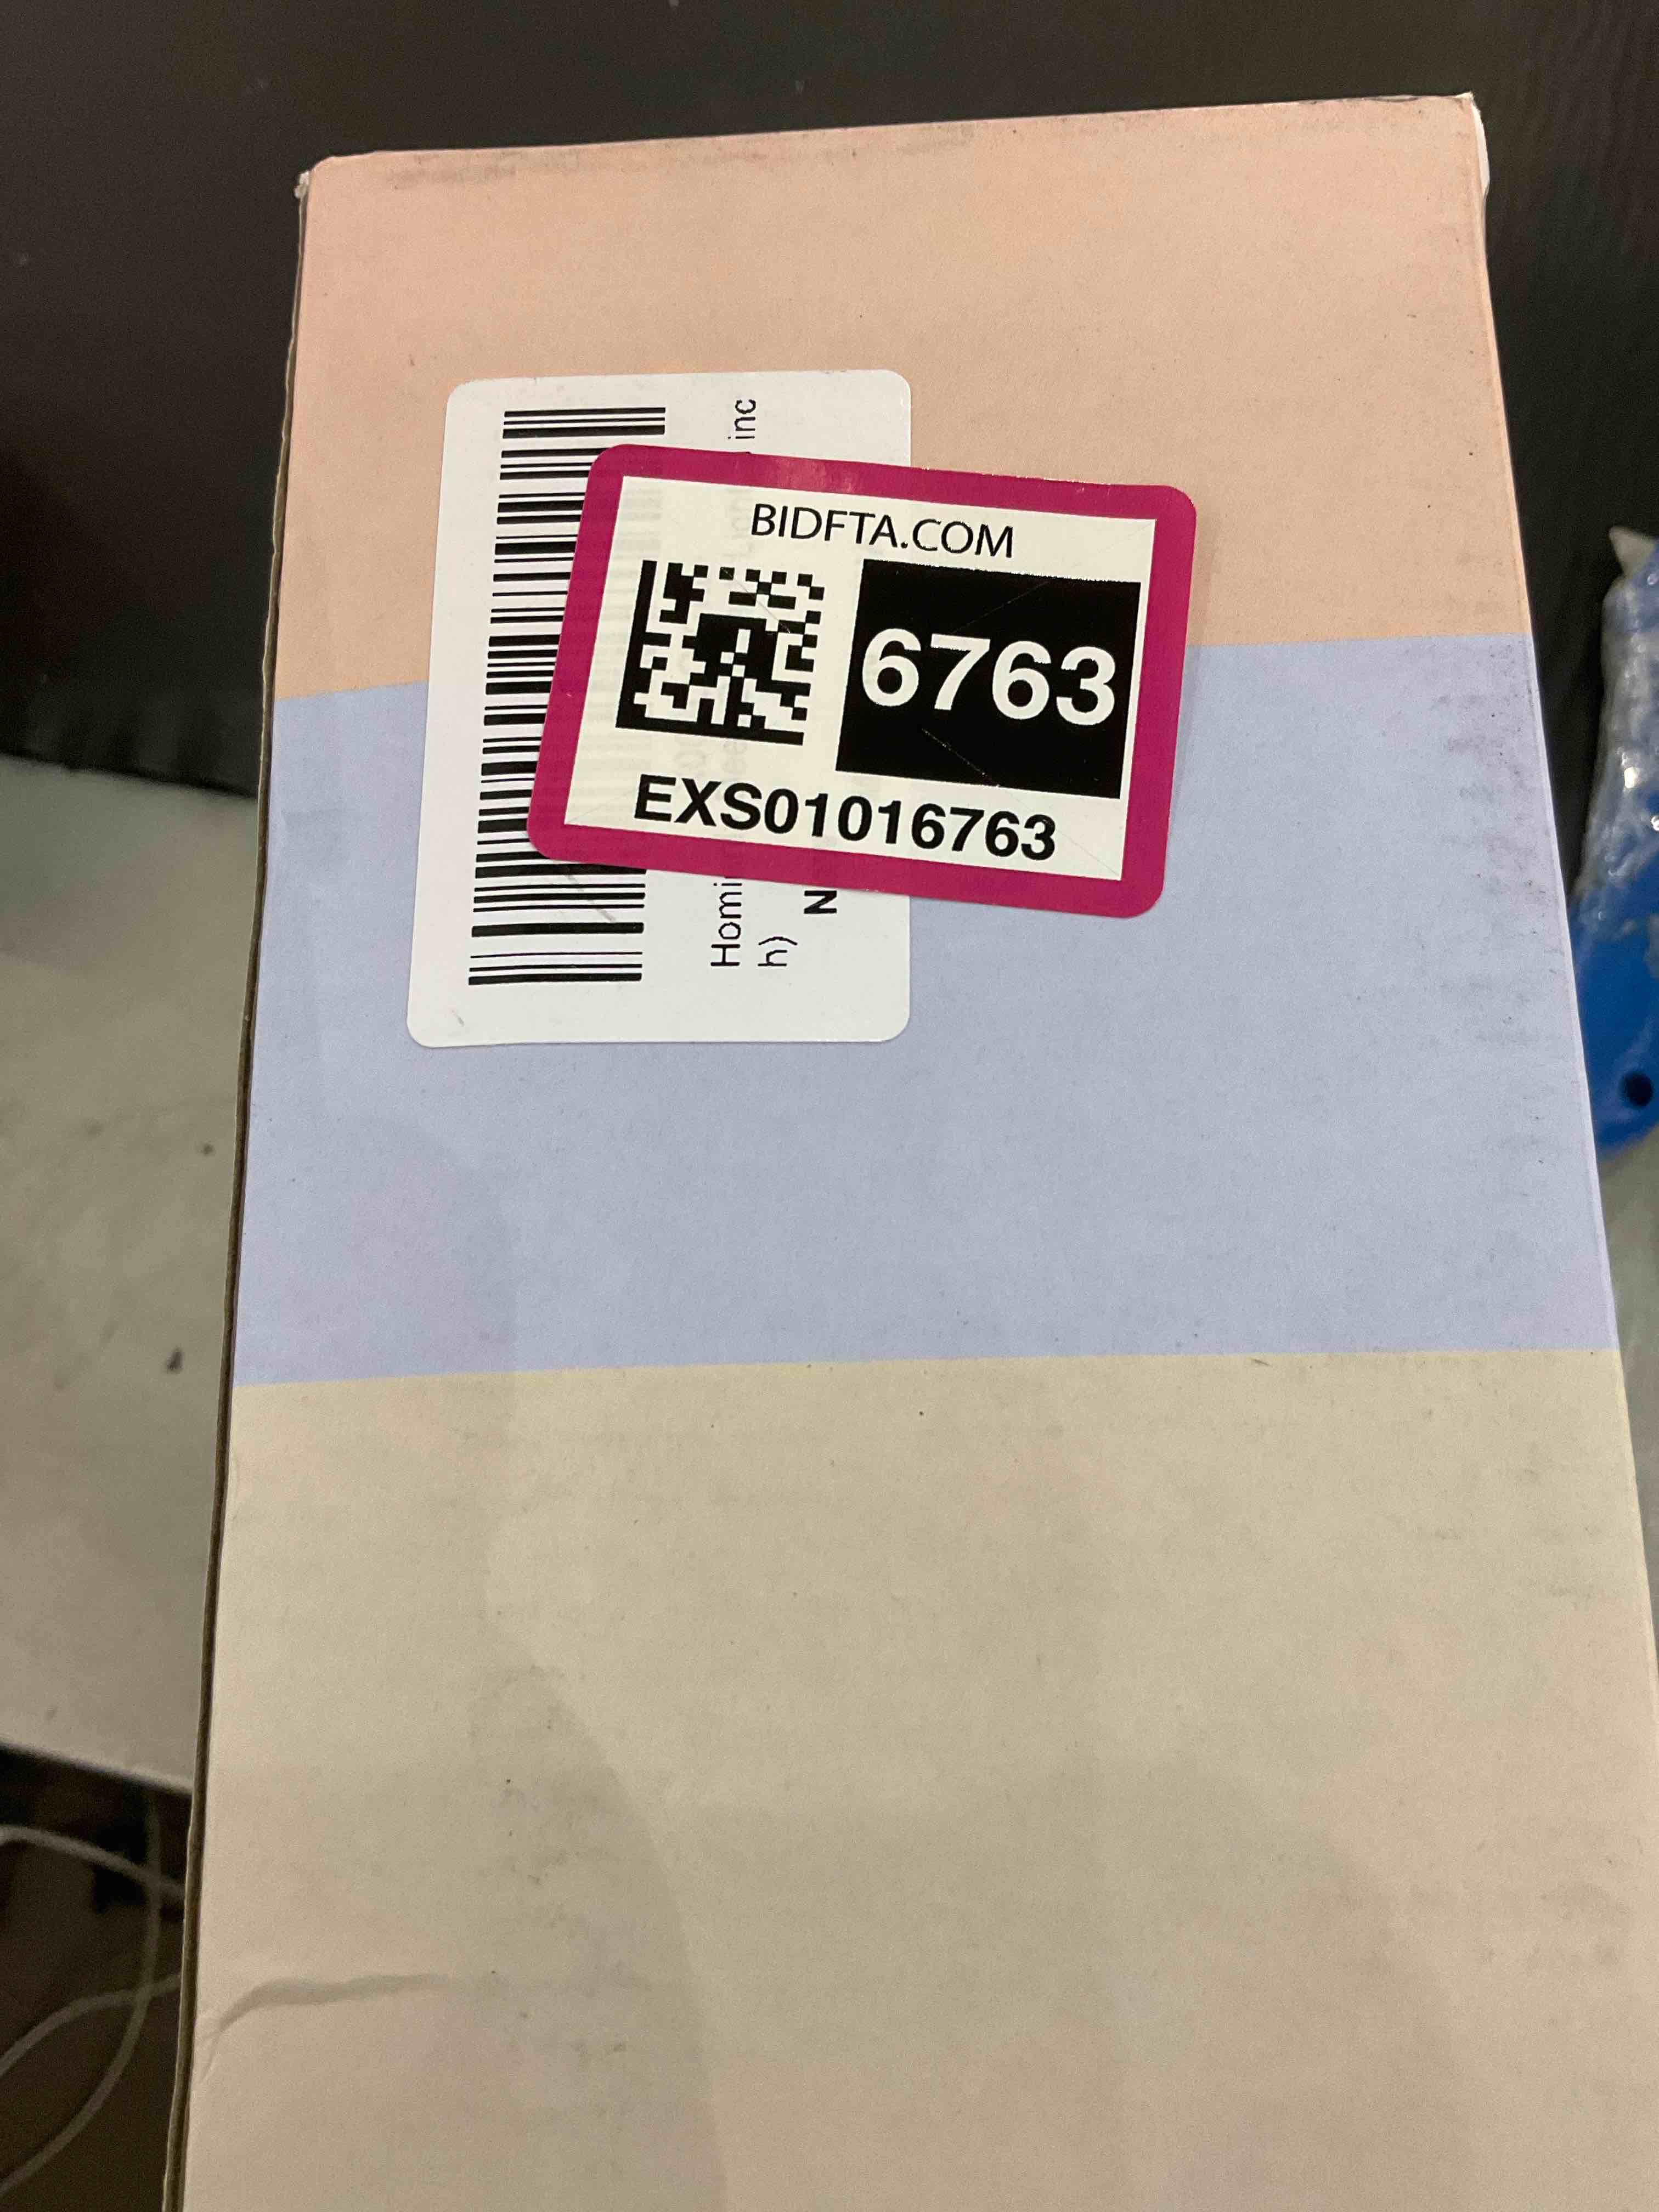 BIDFTA.COM
6763
EXS01016763
Homi
inc
h)
N